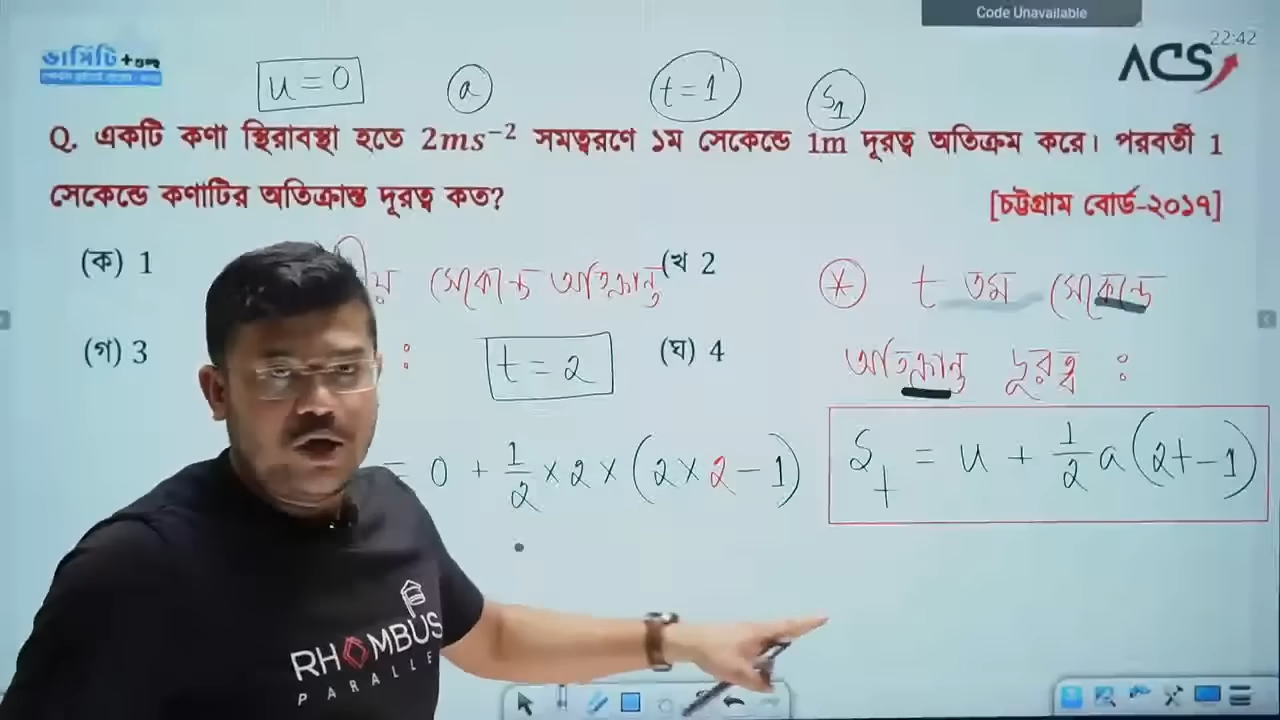 Code Unavailable
22:42
ভার্সিটি +
ACS
u = 0
a
t = 1
S1
Q. একটি কণা স্থিরাবস্থা হতে 2ms⁻² সমত্বরণে ১ম সেকেন্ডে 1m দূরত্ব অতিক্রম করে। পরবর্তী 1
সেকেন্ডে কণাটির অতিক্রান্ত দূরত্ব কত?
[চট্টগ্রাম বোর্ড-২০১৭]
(ক) 1
(খ) 2
সেকেন্ডে অতিক্রান্ত
* t তম সেকেন্ডে
(গ) 3
: t = 2
(ঘ) 4
অতিক্রান্ত দূরত্ব :
= 0 + 1/2 × 2 × (2 × 2 − 1)
St = u + 1/2 a (2t − 1)
RHOMBUS
PARALLE